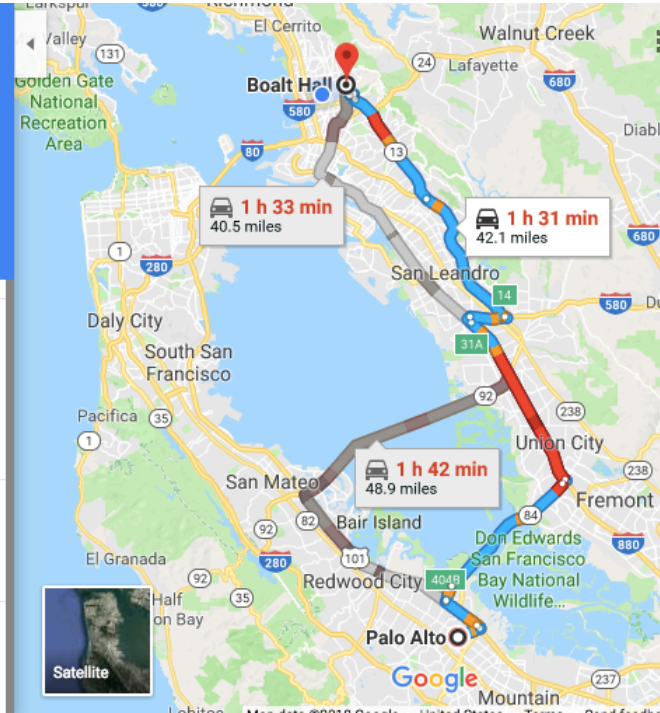 Richmond
580
El Cerrito
Valley
131
Walnut Creek
24
Lafayette
680
Golden Gate
National
Recreation
Area
Boalt Hall
580
80
13
1 h 33 min
40.5 miles
1 h 31 min
42.1 miles
1
280
680
San Leandro
14
580
Daly City
31A
South San
Francisco
92
Pacifica
35
238
1
Union City
1 h 42 min
48.9 miles
238
San Mateo
Fremont
84
82
Bair Island
92
Don Edwards
San Francisco
Bay National
Wildlife...
880
El Granada
280
101
92
Redwood City
404B
35
Half
on Bay
Palo Alto
Satellite
Google
237
Mountain